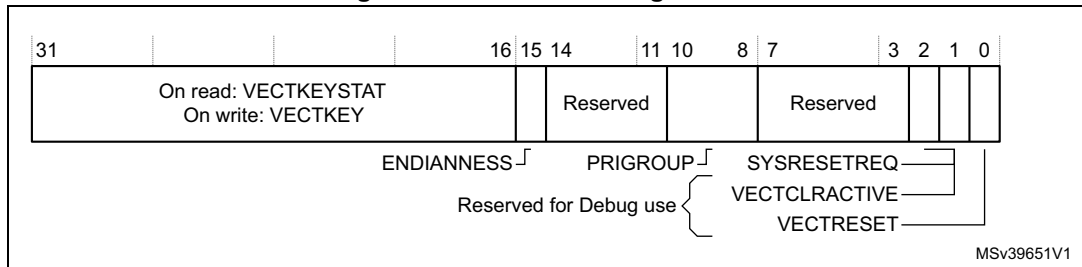 31 16 15 14 11 10 8 7 3 2 1 0
On read: VECTKEYSTAT
On write: VECTKEY
Reserved
Reserved
ENDIANNESS
PRIGROUP
SYSRESETREQ
Reserved for Debug use
VECTCLRACTIVE
VECTRESET
MSv39651V1